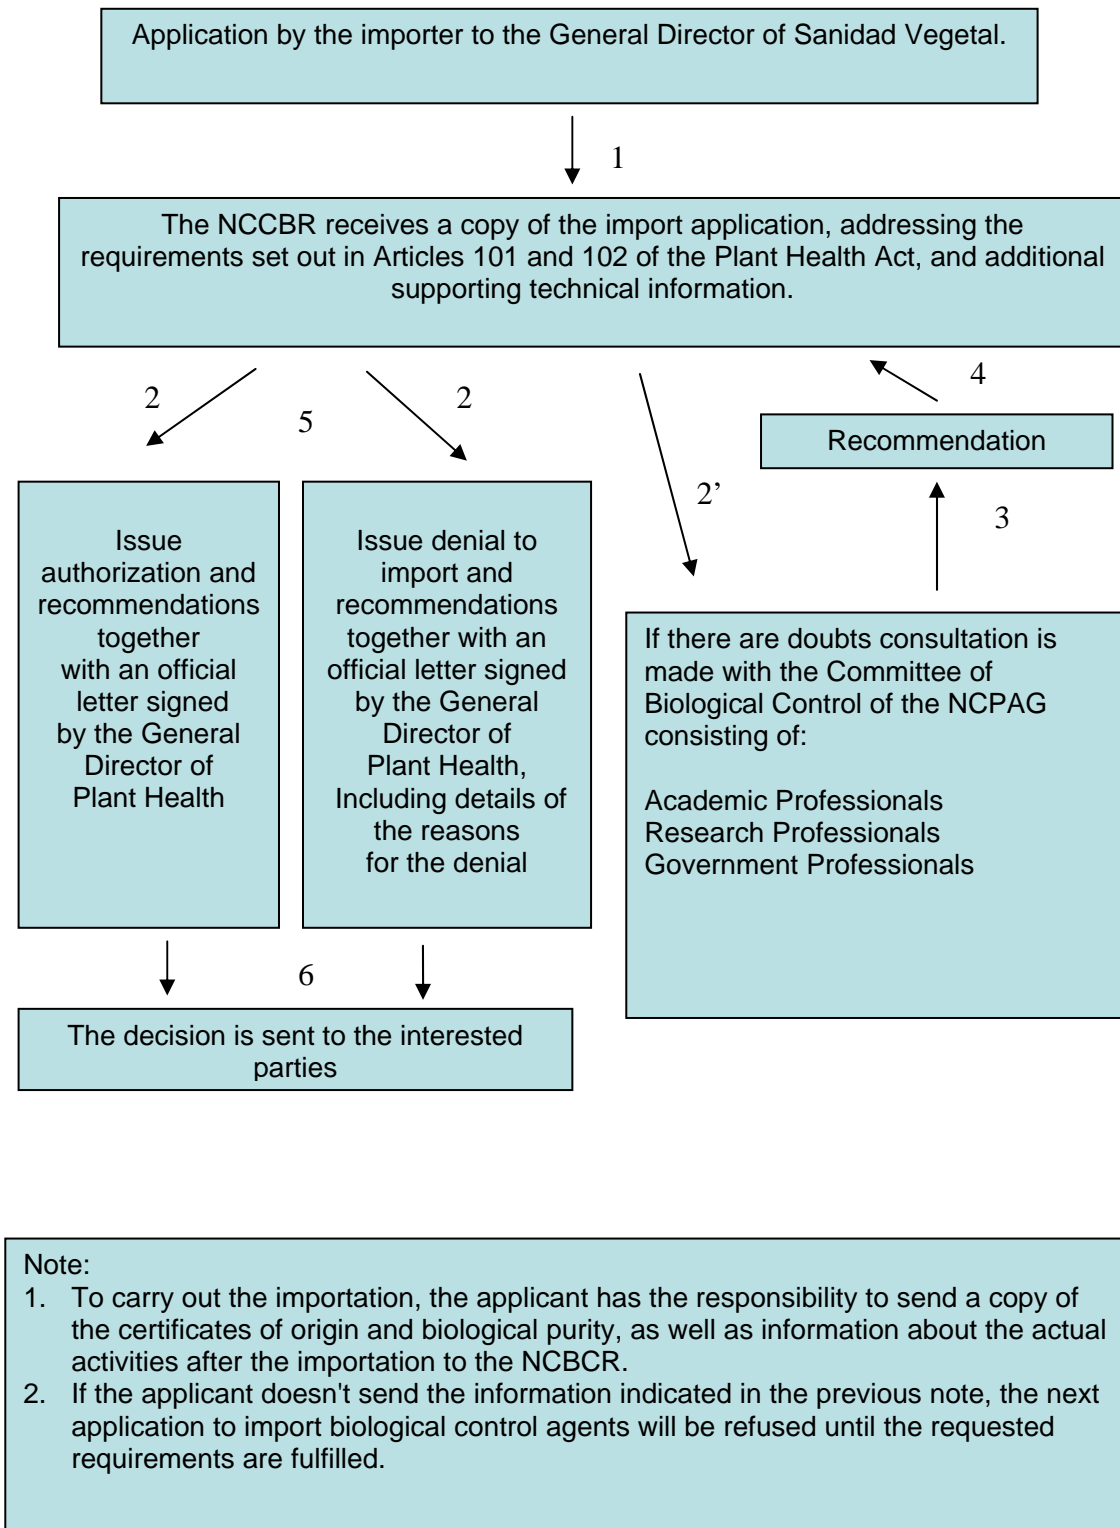 Application by the importer to the General Director of Sanidad Vegetal.
1
The NCCBR receives a copy of the import application, addressing the
requirements set out in Articles 101 and 102 of the Plant Health Act, and additional
supporting technical information.
2
5
2
2’
4
Recommendation
3
Issue
authorization and
recommendations
together
with an official
letter signed
by the General
Director of
Plant Health
Issue denial to
import and
recommendations
together with an
official letter signed
by the General
Director of
Plant Health,
Including details of
the reasons
for the denial
If there are doubts consultation is
made with the Committee of
Biological Control of the NCPAG
consisting of:
Academic Professionals
Research Professionals
Government Professionals
6
The decision is sent to the interested
parties
Note:
1. To carry out the importation, the applicant has the responsibility to send a copy of
the certificates of origin and biological purity, as well as information about the actual
activities after the importation to the NCBCR.
2. If the applicant doesn't send the information indicated in the previous note, the next
application to import biological control agents will be refused until the requested
requirements are fulfilled.